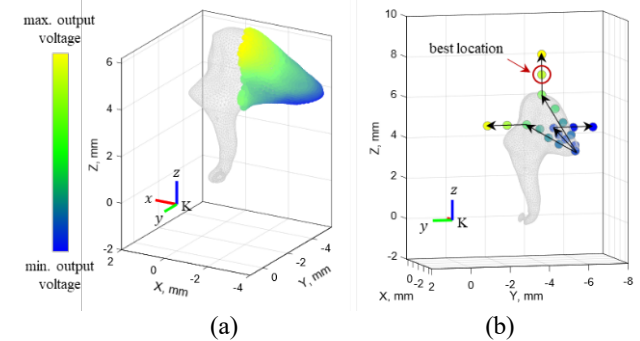 max. output
voltage
min. output
voltage
6
4
2
0
-2
Z, mm
2
0
-2
-4
X, mm
0
-2
-4
Y, mm
z
x
y
K
(a)
10
8
6
4
2
0
-2
Z, mm
best location
z
y
K
0
-2
2
X, mm
0
-2
-4
-6
-8
Y, mm
(b)